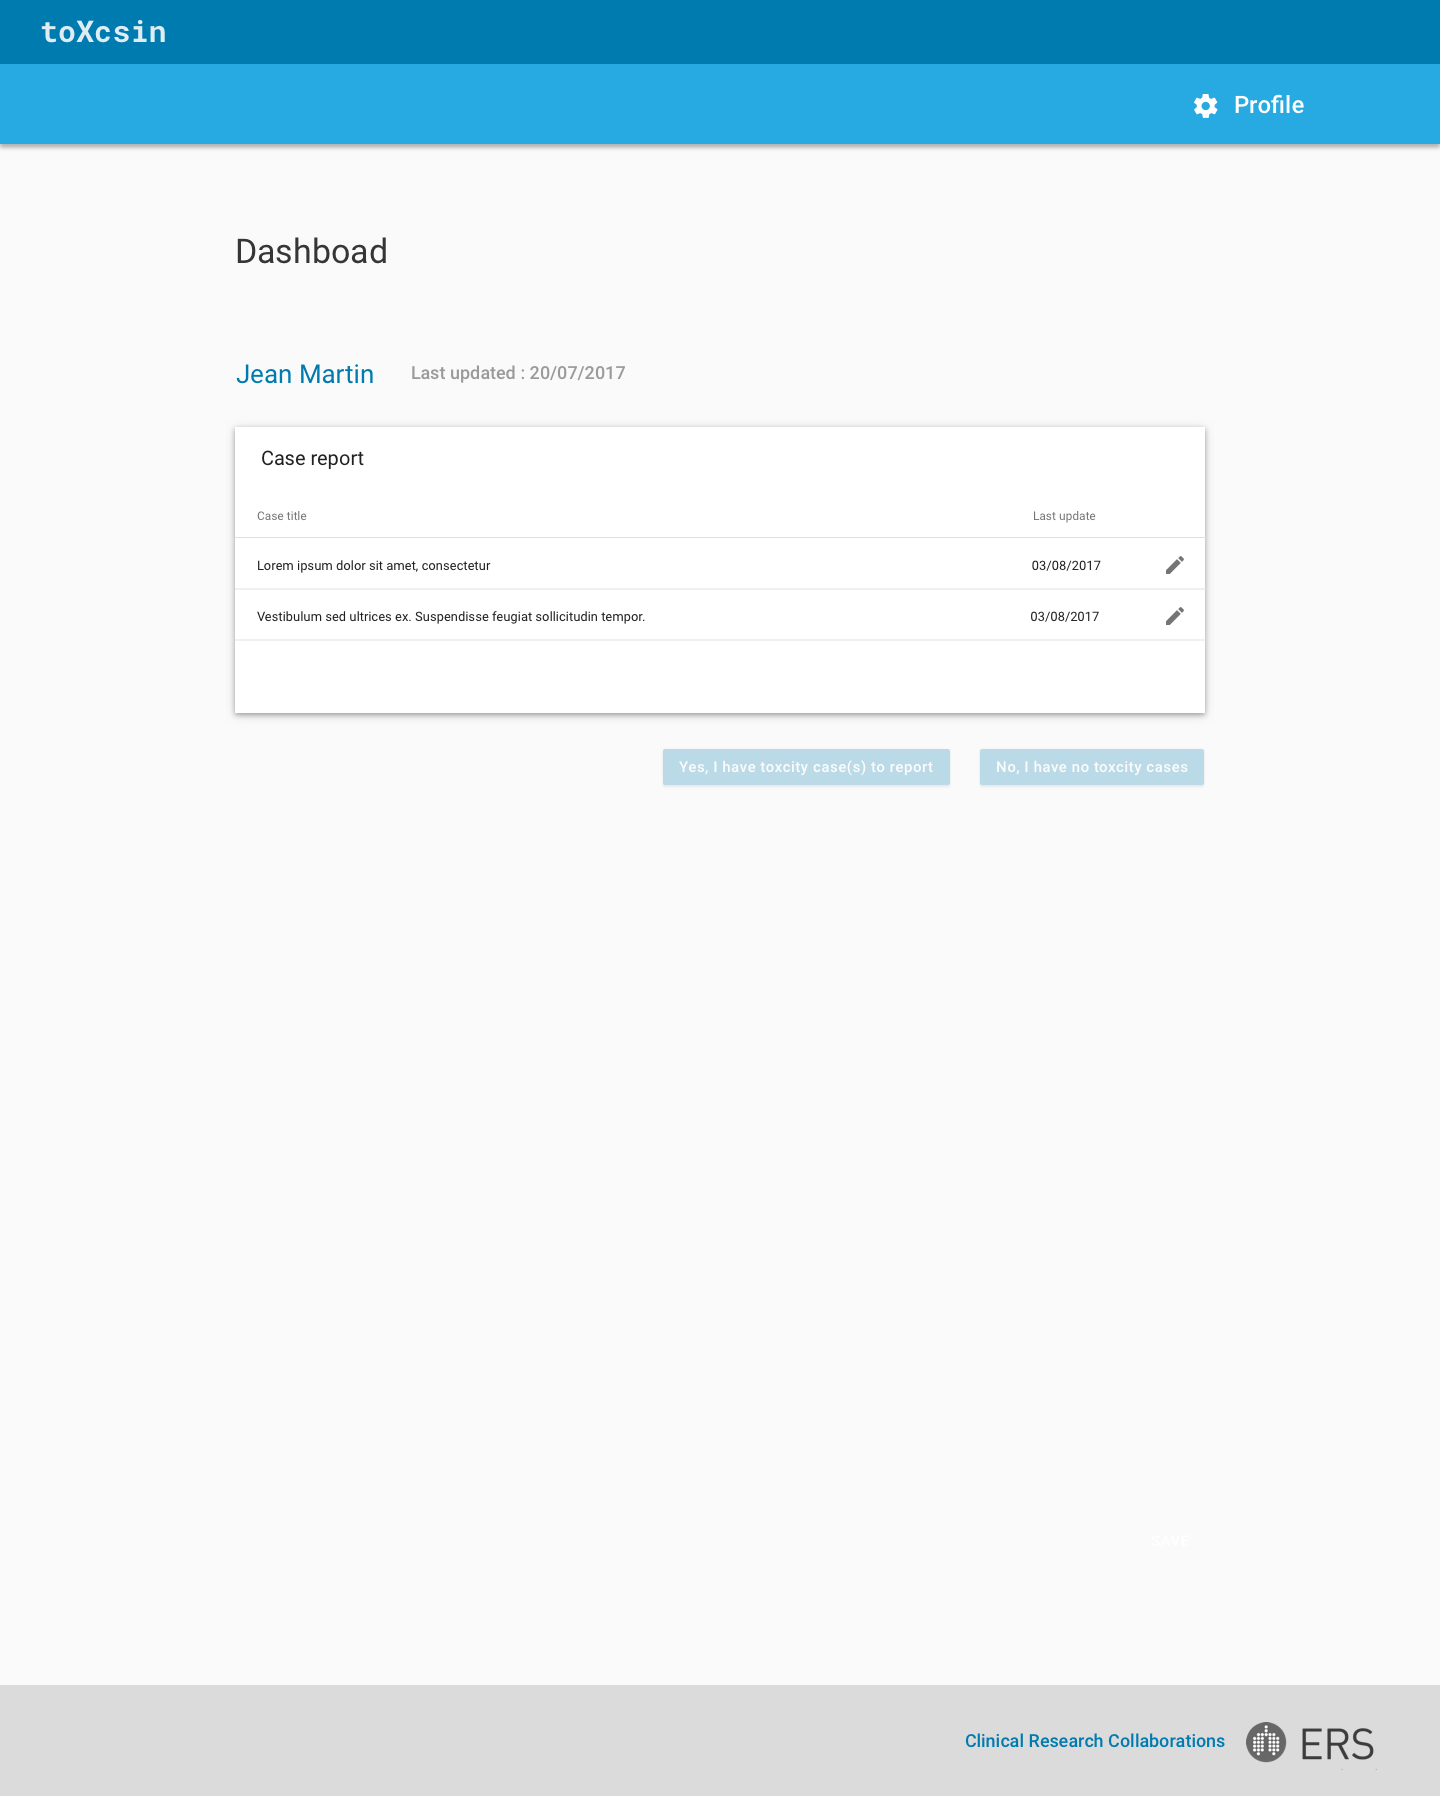 toXcsin
Profile
Dashboad
Jean Martin Last updated : 20/07/2017
Case report
Case title Last update
Lorem ipsum dolor sit amet, consectetur 03/08/2017
Vestibulum sed ultrices ex. Suspendisse feugiat sollicitudin tempor. 03/08/2017
Yes, I have toxcity case(s) to report No, I have no toxcity cases
SAVE
Clinical Research Collaborations ERS